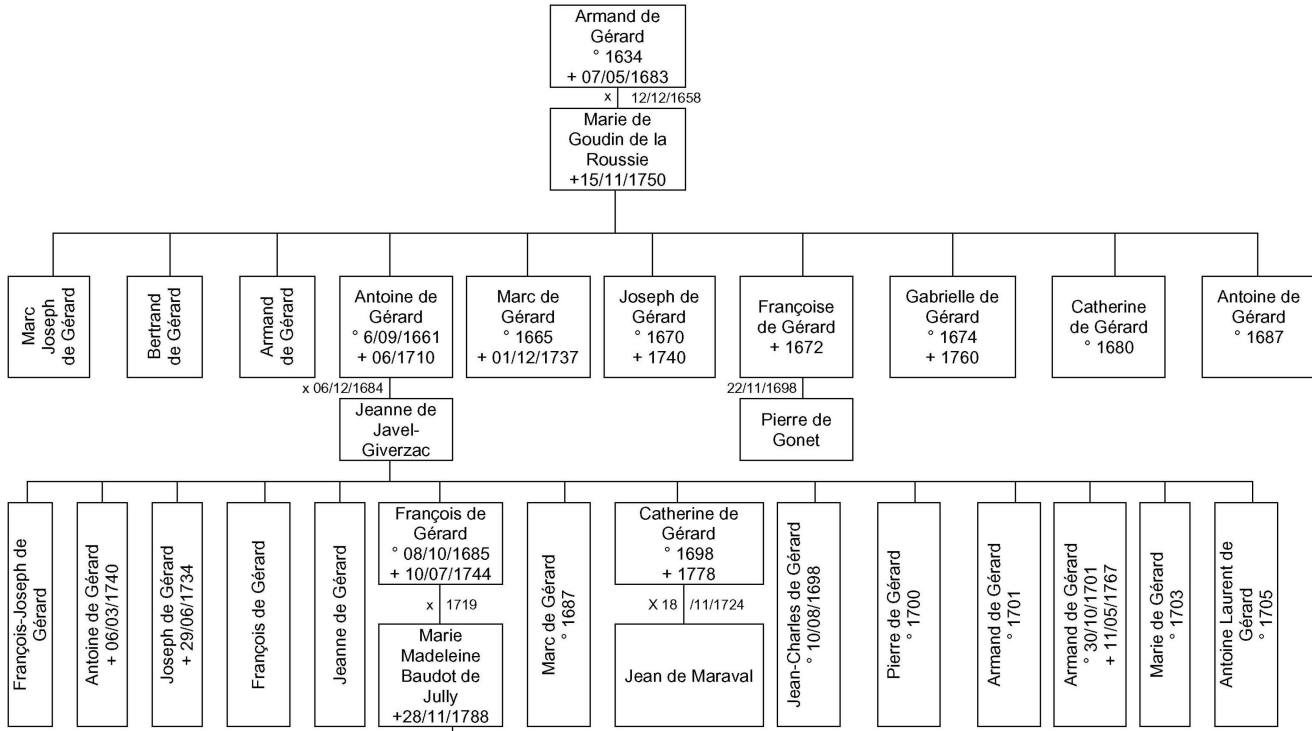 Armand de
Gérard
° 1634
+ 07/05/1683
x 12/12/1658
Marie de
Goudin de la
Roussie
+15/11/1750
Marc
Joseph
de Gérard
Bertrand
de Gérard
Armand
de Gérard
Antoine de
Gérard
° 6/09/1661
+ 06/1710
Marc de
Gérard
° 1665
+ 01/12/1737
Joseph de
Gérard
° 1670
+ 1740
Françoise
de Gérard
+ 1672
Gabrielle de
Gérard
° 1674
+ 1760
Catherine
de Gérard
° 1680
Antoine de
Gérard
° 1687
x 06/12/1684
Jeanne de
Javel-
Giverzac
22/11/1698
Pierre de
Gonet
François-Joseph de
Gérard
Antoine de Gérard
+ 06/03/1740
Joseph de Gérard
+ 29/06/1734
François de Gérard
Jeanne de Gérard
François de
Gérard
° 08/10/1685
+ 10/07/1744
x 1719
Marie
Madeleine
Baudot de
Jully
+28/11/1788
Marc de Gérard
° 1687
Catherine de
Gérard
° 1698
+ 1778
X 18 /11/1724
Jean de Maraval
Jean-Charles de Gérard
° 10/08/1698
Pierre de Gérard
° 1700
Armand de Gérard
° 1701
Armand de Gérard
° 30/10/1701
+ 11/05/1767
Marie de Gérard
° 1703
Antoine Laurent de
Gérard
° 1705